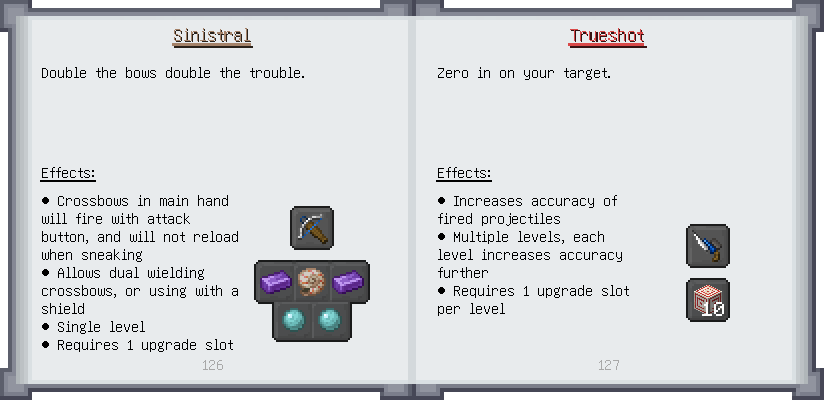 Sinistral
Double the bows double the trouble.
Effects:
● Crossbows in main hand
will fire with attack
button, and will not reload
when sneaking
● Allows dual wielding
crossbows, or using with a
shield
● Single level
● Requires 1 upgrade slot
126
Trueshot
Zero in on your target.
Effects:
● Increases accuracy of
fired projectiles
● Multiple levels, each
level increases accuracy
further
● Requires 1 upgrade slot
per level
10
127